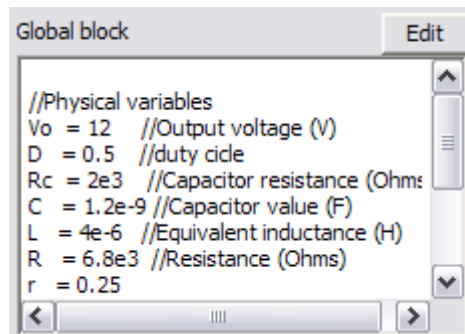 Global block
Edit
//Physical variables
Vo = 12 //Output voltage (V)
D = 0.5 //duty cicle
Rc = 2e3 //Capacitor resistance (Ohms
C = 1.2e-9 //Capacitor value (F)
L = 4e-6 //Equivalent inductance (H)
R = 6.8e3 //Resistance (Ohms)
r = 0.25